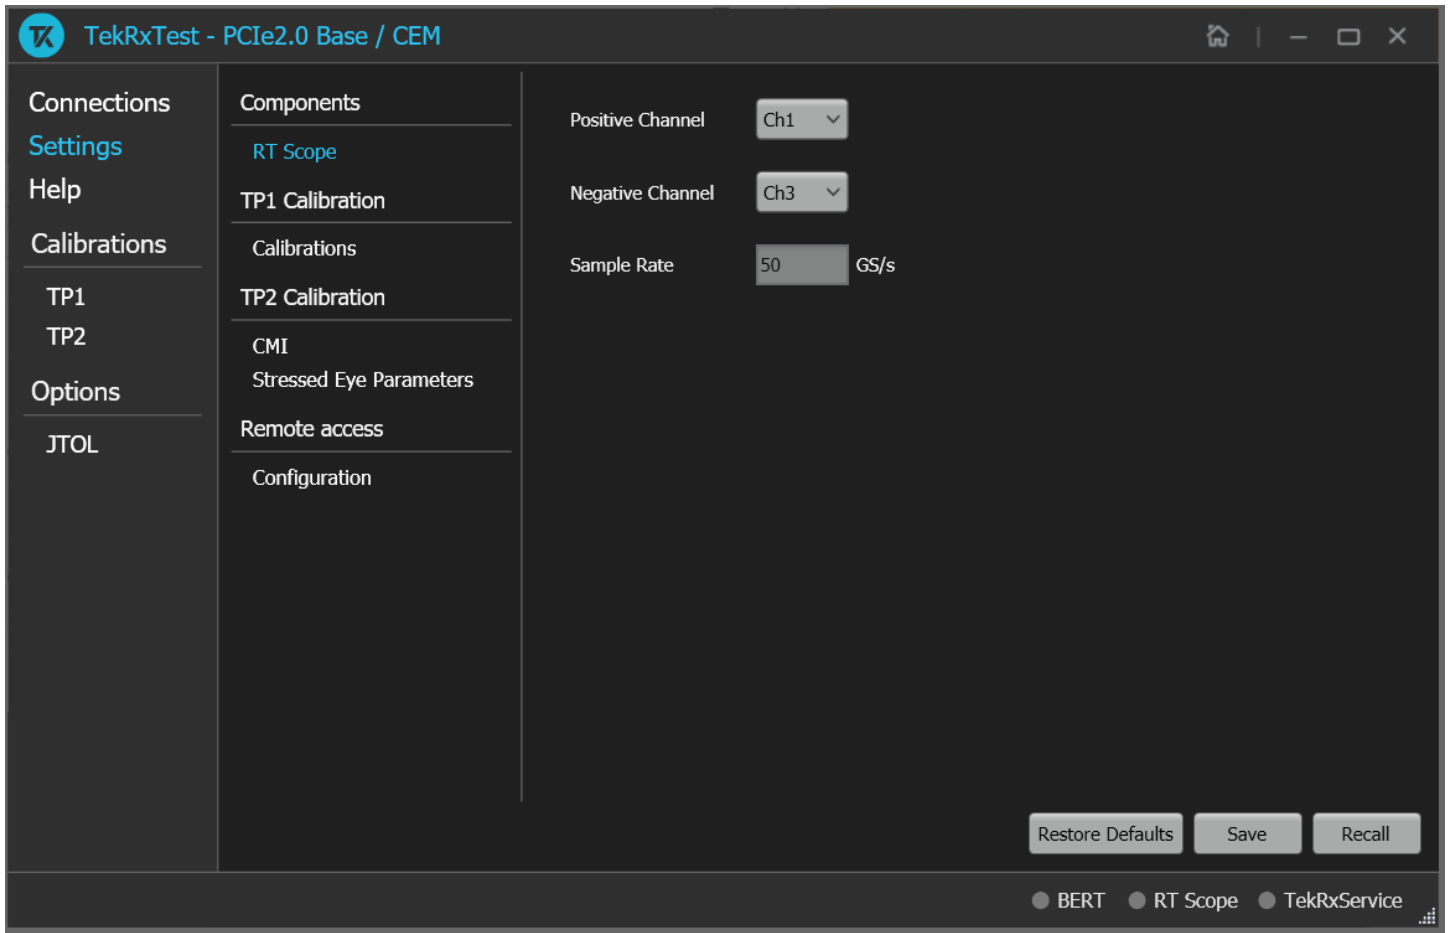 TK TekRxTest - PCIe2.0 Base / CEM
Connections
Settings
Help
Calibrations
TP1
TP2
Options
JTOL
Components
RT Scope
TP1 Calibration
Calibrations
TP2 Calibration
CMI
Stressed Eye Parameters
Remote access
Configuration
Positive Channel Ch1
Negative Channel Ch3
Sample Rate 50 GS/s
Restore Defaults Save Recall
BERT RT Scope TekRxService